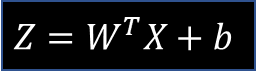 Z = W^T X + b